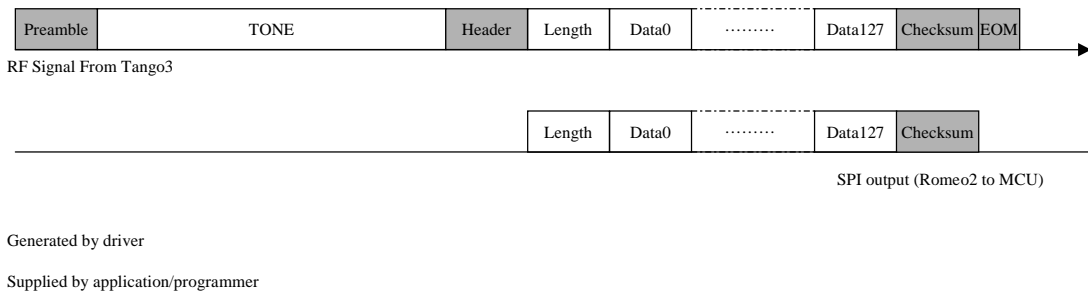 Preamble TONE Header Length Data0 ········· Data127 Checksum EOM
RF Signal From Tango3
Length Data0 ········· Data127 Checksum
SPI output (Romeo2 to MCU)
Generated by driver
Supplied by application/programmer